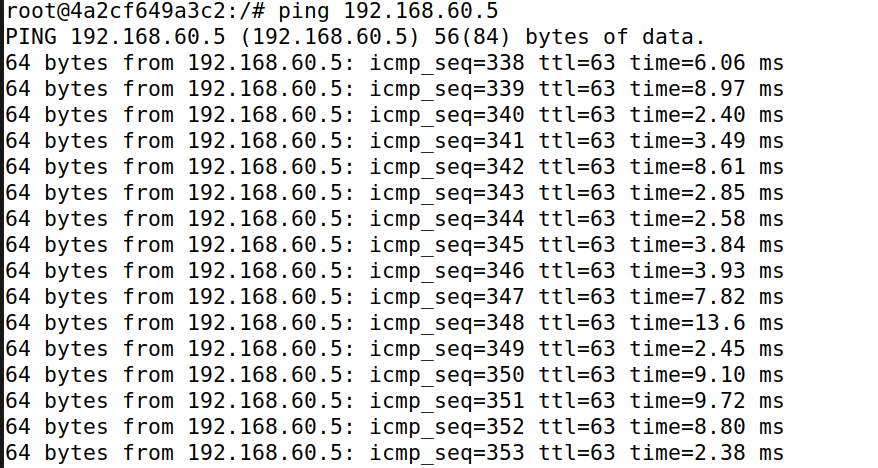 root@4a2cf649a3c2:/# ping 192.168.60.5
PING 192.168.60.5 (192.168.60.5) 56(84) bytes of data.
64 bytes from 192.168.60.5: icmp_seq=338 ttl=63 time=6.06 ms
64 bytes from 192.168.60.5: icmp_seq=339 ttl=63 time=8.97 ms
64 bytes from 192.168.60.5: icmp_seq=340 ttl=63 time=2.40 ms
64 bytes from 192.168.60.5: icmp_seq=341 ttl=63 time=3.49 ms
64 bytes from 192.168.60.5: icmp_seq=342 ttl=63 time=8.61 ms
64 bytes from 192.168.60.5: icmp_seq=343 ttl=63 time=2.85 ms
64 bytes from 192.168.60.5: icmp_seq=344 ttl=63 time=2.58 ms
64 bytes from 192.168.60.5: icmp_seq=345 ttl=63 time=3.84 ms
64 bytes from 192.168.60.5: icmp_seq=346 ttl=63 time=3.93 ms
64 bytes from 192.168.60.5: icmp_seq=347 ttl=63 time=7.82 ms
64 bytes from 192.168.60.5: icmp_seq=348 ttl=63 time=13.6 ms
64 bytes from 192.168.60.5: icmp_seq=349 ttl=63 time=2.45 ms
64 bytes from 192.168.60.5: icmp_seq=350 ttl=63 time=9.10 ms
64 bytes from 192.168.60.5: icmp_seq=351 ttl=63 time=9.72 ms
64 bytes from 192.168.60.5: icmp_seq=352 ttl=63 time=8.80 ms
64 bytes from 192.168.60.5: icmp_seq=353 ttl=63 time=2.38 ms